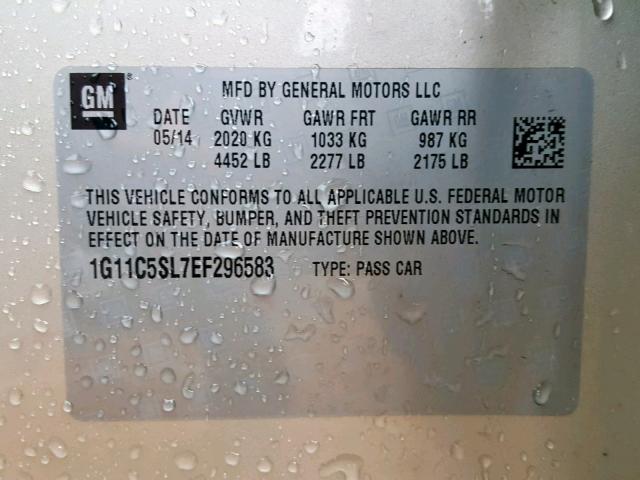 GM ® MFD BY GENERAL MOTORS LLC
DATE GVWR GAWR FRT GAWR RR
05/14 2020 KG 1033 KG 987 KG
4452 LB 2277 LB 2175 LB
THIS VEHICLE CONFORMS TO ALL APPLICABLE U.S. FEDERAL MOTOR
VEHICLE SAFETY, BUMPER, AND THEFT PREVENTION STANDARDS IN
EFFECT ON THE DATE OF MANUFACTURE SHOWN ABOVE.
1G11C5SL7EF296583 TYPE: PASS CAR